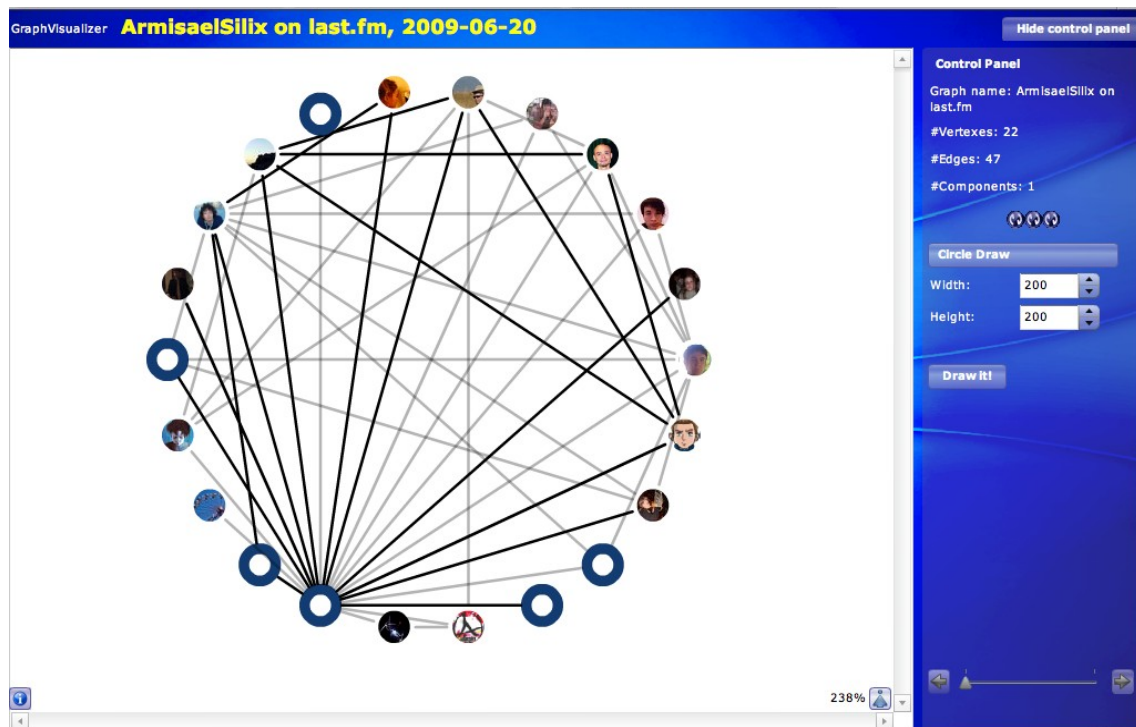 GraphVisualizer ArmisaelSilix on last.fm, 2009-06-20
Hide control panel
Control Panel
Graph name: ArmisaelSilix on
last.fm
#Vertexes: 22
#Edges: 47
#Components: 1
Circle Draw
Width: 200
Height: 200
Draw it!
238%